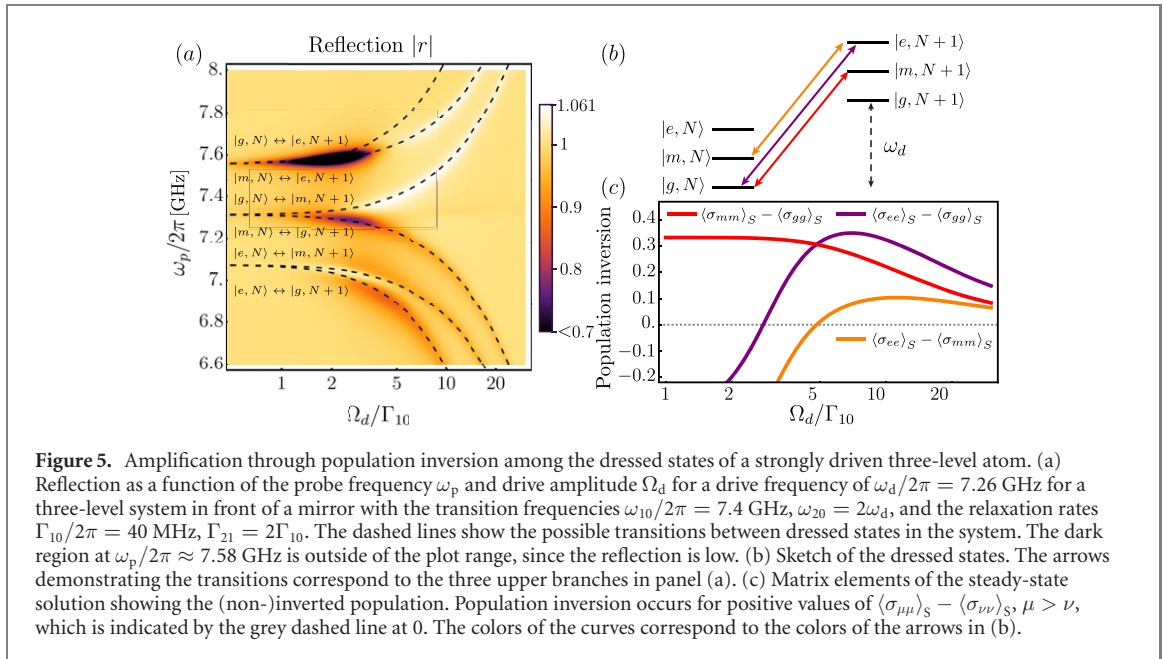 (a)
Reflection |r|
ω_p/2π [GHz]
8.
7.8
7.6
7.4
7.2
7.
6.8
6.6
|g, N⟩ ↔ |e, N+1⟩
|m, N⟩ ↔ |e, N+1⟩
|g, N⟩ ↔ |m, N+1⟩
|m, N⟩ ↔ |g, N+1⟩
|e, N⟩ ↔ |m, N+1⟩
|e, N⟩ ↔ |g, N+1⟩
1 2 5 10 20
Ω_d/Γ_10
1.061
1
0.9
0.8
<0.7
(b)
|e, N + 1⟩
|m, N + 1⟩
|g, N + 1⟩
|e, N⟩
|m, N⟩
|g, N⟩
ω_d
(c)
Population inversion
0.4
0.3
0.2
0.1
0.
−0.1
−0.2
⟨σ_mm⟩_S − ⟨σ_gg⟩_S
⟨σ_ee⟩_S − ⟨σ_gg⟩_S
⟨σ_ee⟩_S − ⟨σ_mm⟩_S
1 2 5 10 20
Ω_d/Γ_10
Figure 5. Amplification through population inversion among the dressed states of a strongly driven three-level atom. (a)
Reflection as a function of the probe frequency ω_p and drive amplitude Ω_d for a drive frequency of ω_d/2π = 7.26 GHz for a
three-level system in front of a mirror with the transition frequencies ω_10/2π = 7.4 GHz, ω_20 = 2ω_d, and the relaxation rates
Γ_10/2π = 40 MHz, Γ_21 = 2Γ_10. The dashed lines show the possible transitions between dressed states in the system. The dark
region at ω_p/2π ≈ 7.58 GHz is outside of the plot range, since the reflection is low. (b) Sketch of the dressed states. The arrows
demonstrating the transitions correspond to the three upper branches in panel (a). (c) Matrix elements of the steady-state
solution showing the (non-)inverted population. Population inversion occurs for positive values of ⟨σ_μμ⟩_S − ⟨σ_νν⟩_S, μ > ν,
which is indicated by the grey dashed line at 0. The colors of the curves correspond to the colors of the arrows in (b).